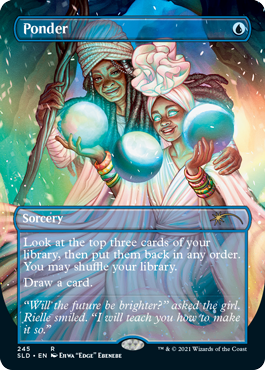 Ponder
Sorcery
Look at the top three cards of your
library, then put them back in any order.
You may shuffle your library.
Draw a card.
“Will the future be brighter?” asked the girl.
Rielle smiled. “I will teach you how to make
it so.”
245 R
SLD • EN Ehwa “Edge” Ebenebe
™ & © 2021 Wizards of the Coast